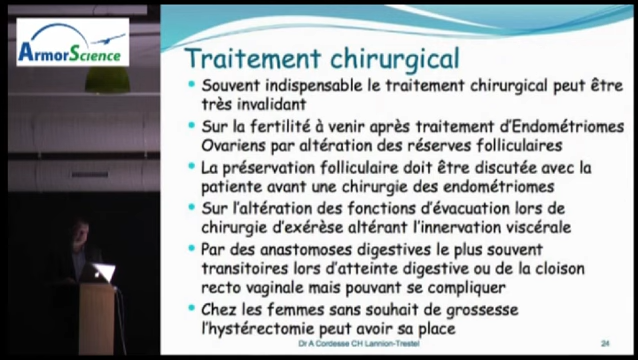 ArmorScience
Traitement chirurgical
• Souvent indispensable le traitement chirurgical peut être
très invalidant
• Sur la fertilité à venir après traitement d'Endométriomes
Ovariens par altération des réserves folliculaires
• La préservation folliculaire doit être discutée avec la
patiente avant une chirurgie des endométriomes
• Sur l'altération des fonctions d'évacuation lors de
chirurgie d'exérèse altérant l'innervation viscérale
• Par des anastomoses digestives le plus souvent
transitoires lors d'atteinte digestive ou de la cloison
recto vaginale mais pouvant se compliquer
• Chez les femmes sans souhait de grossesse
l'hystérectomie peut avoir sa place
Dr A Cordesse CH Lannion-Trestel
24